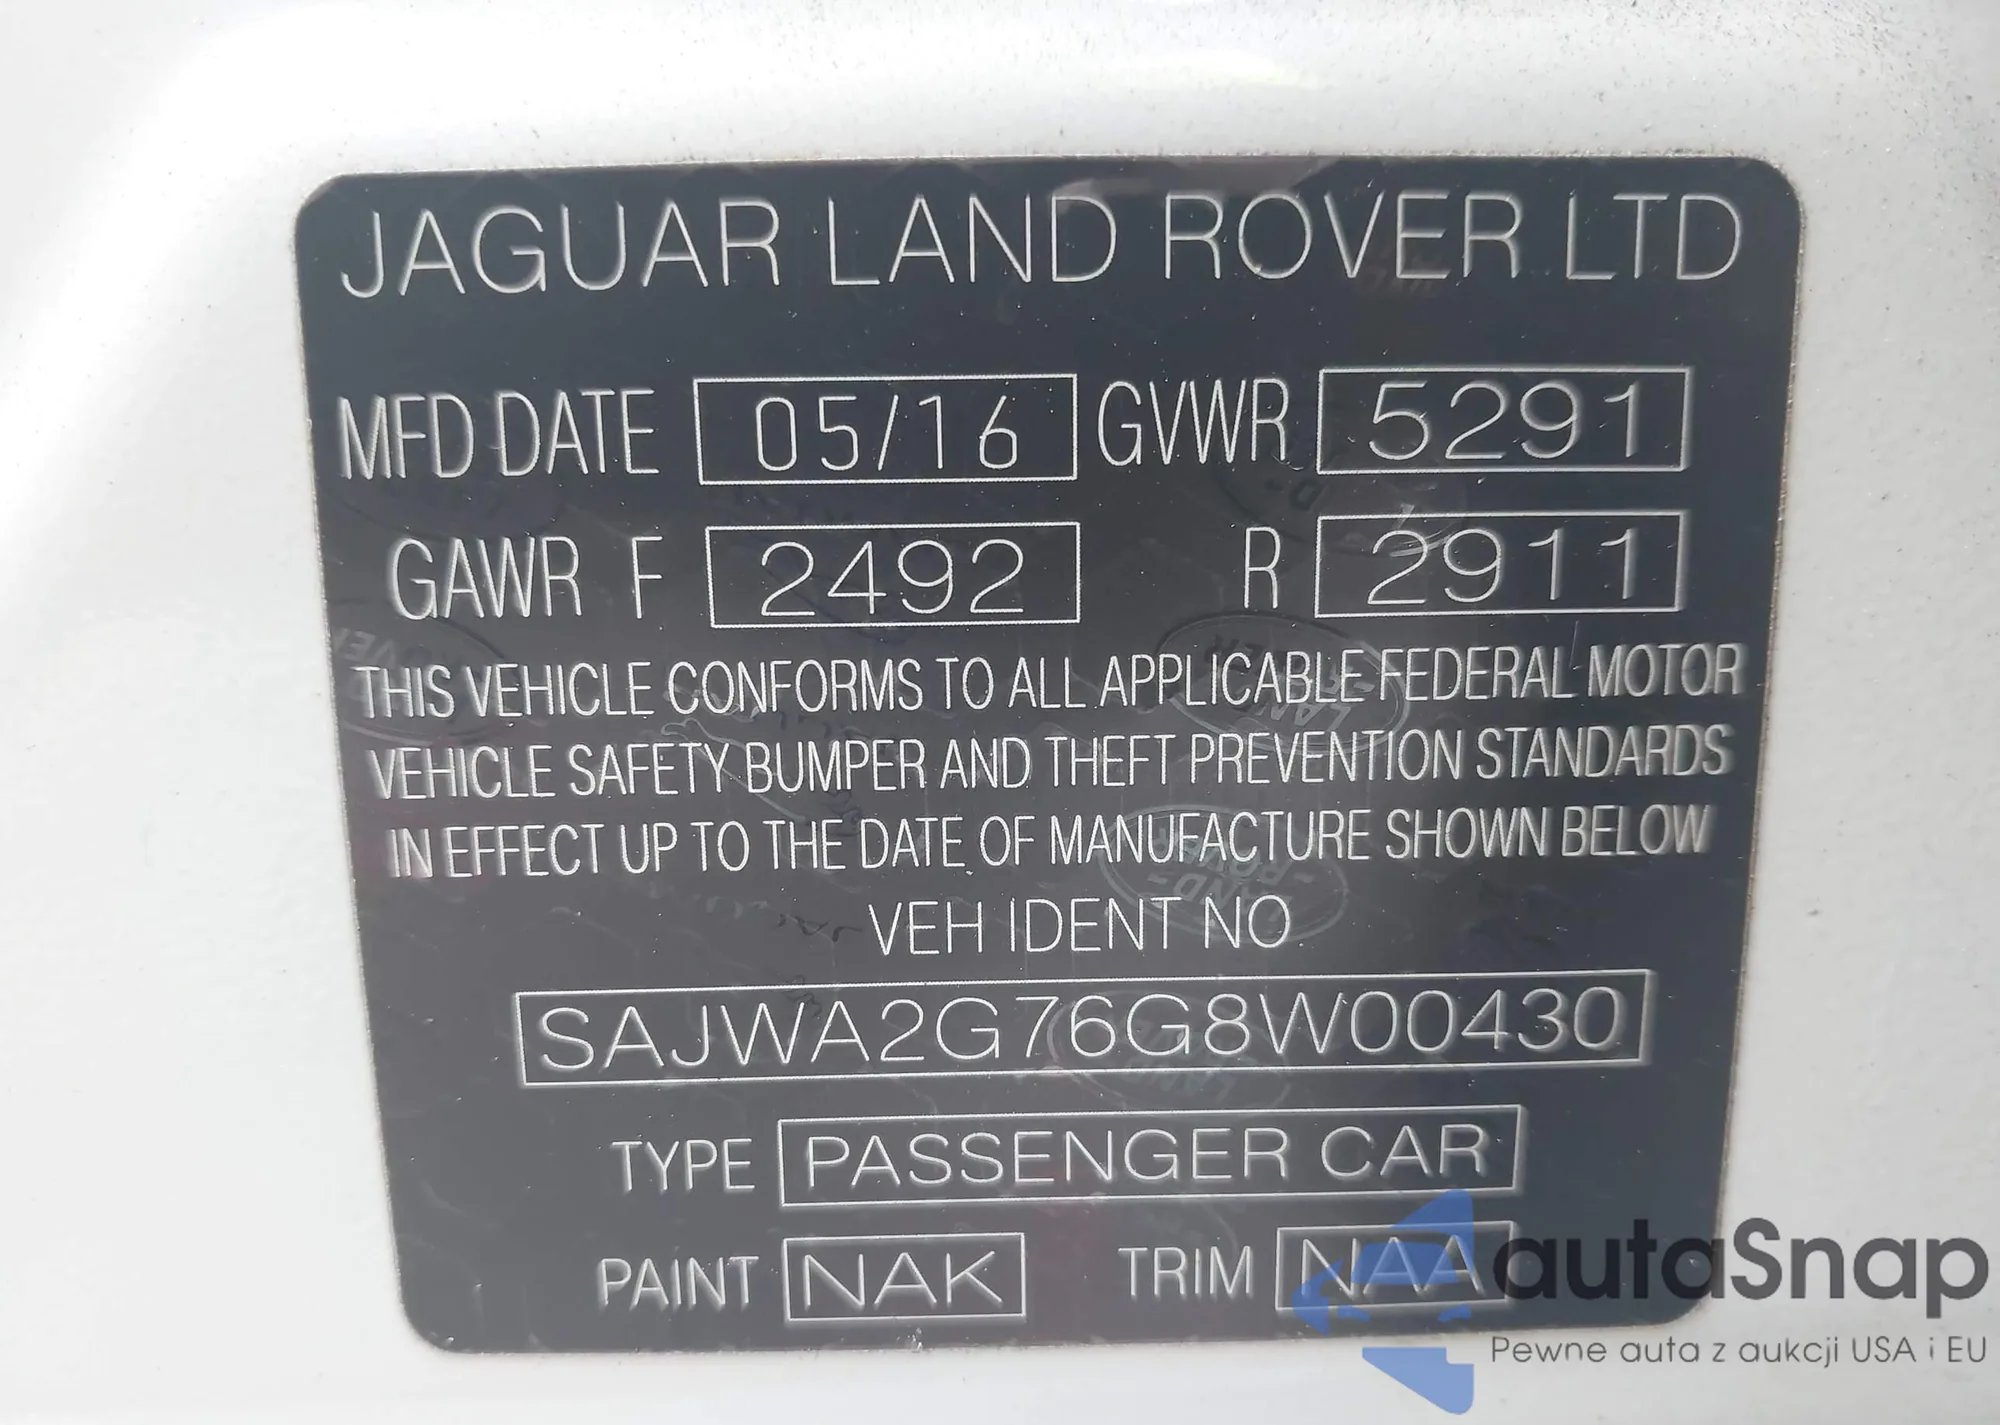 JAGUAR LAND ROVER LTD
MFD DATE 05/16 GVWR 5291
GAWR F 2492 R 2911
THIS VEHICLE CONFORMS TO ALL APPLICABLE FEDERAL MOTOR
VEHICLE SAFETY BUMPER AND THEFT PREVENTION STANDARDS
IN EFFECT UP TO THE DATE OF MANUFACTURE SHOWN BELOW
VEH IDENT NO
SAJWA2G76G8W00430
TYPE PASSENGER CAR
PAINT NAK TRIM NAA
autaSnap
Pewne auta z aukcji USA i EU